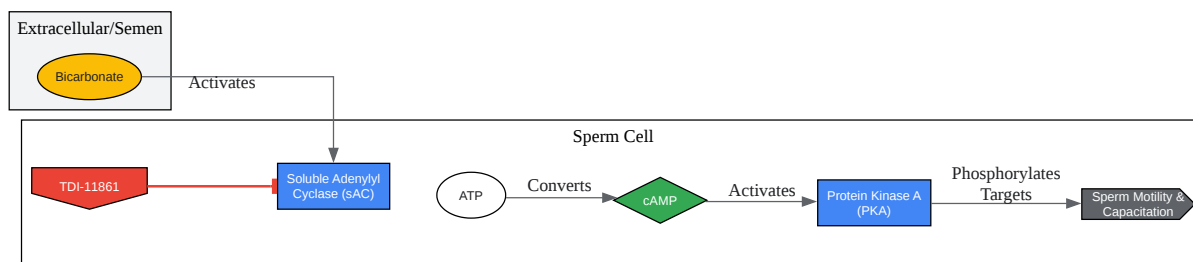 Extracellular/Semen
Bicarbonate
Activates
Sperm Cell
TDI-11861
Soluble Adenylyl
Cyclase (sAC)
ATP
Converts
cAMP
Activates
Protein Kinase A
(PKA)
Phosphorylates
Targets
Sperm Motility &
Capacitation